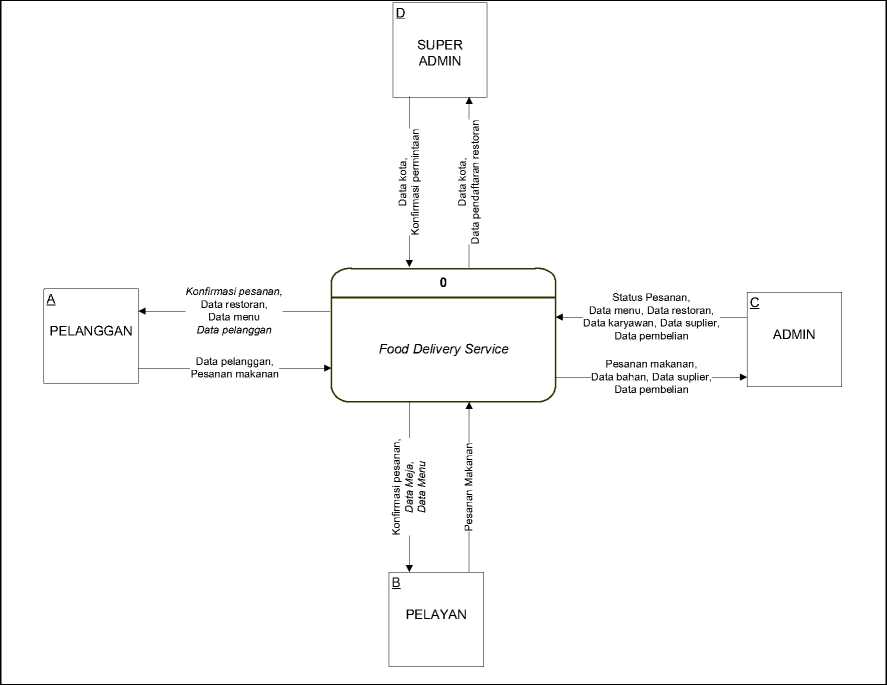 D
SUPER
ADMIN
Data kota,
Konfirmasi permintaan
Data kota,
Data pendaftaran restoran
A
PELANGGAN
Konfirmasi pesanan,
Data restoran,
Data menu
Data pelanggan
Data pelanggan,
Pesanan makanan
0
Food Delivery Service
Status Pesanan,
Data menu, Data restoran,
Data karyawan, Data suplier,
Data pembelian
Pesanan makanan,
Data bahan, Data suplier,
Data pembelian
C
ADMIN
Konfirmasi pesanan,
Data Meja,
Data Menu
Pesanan Makanan
B
PELAYAN